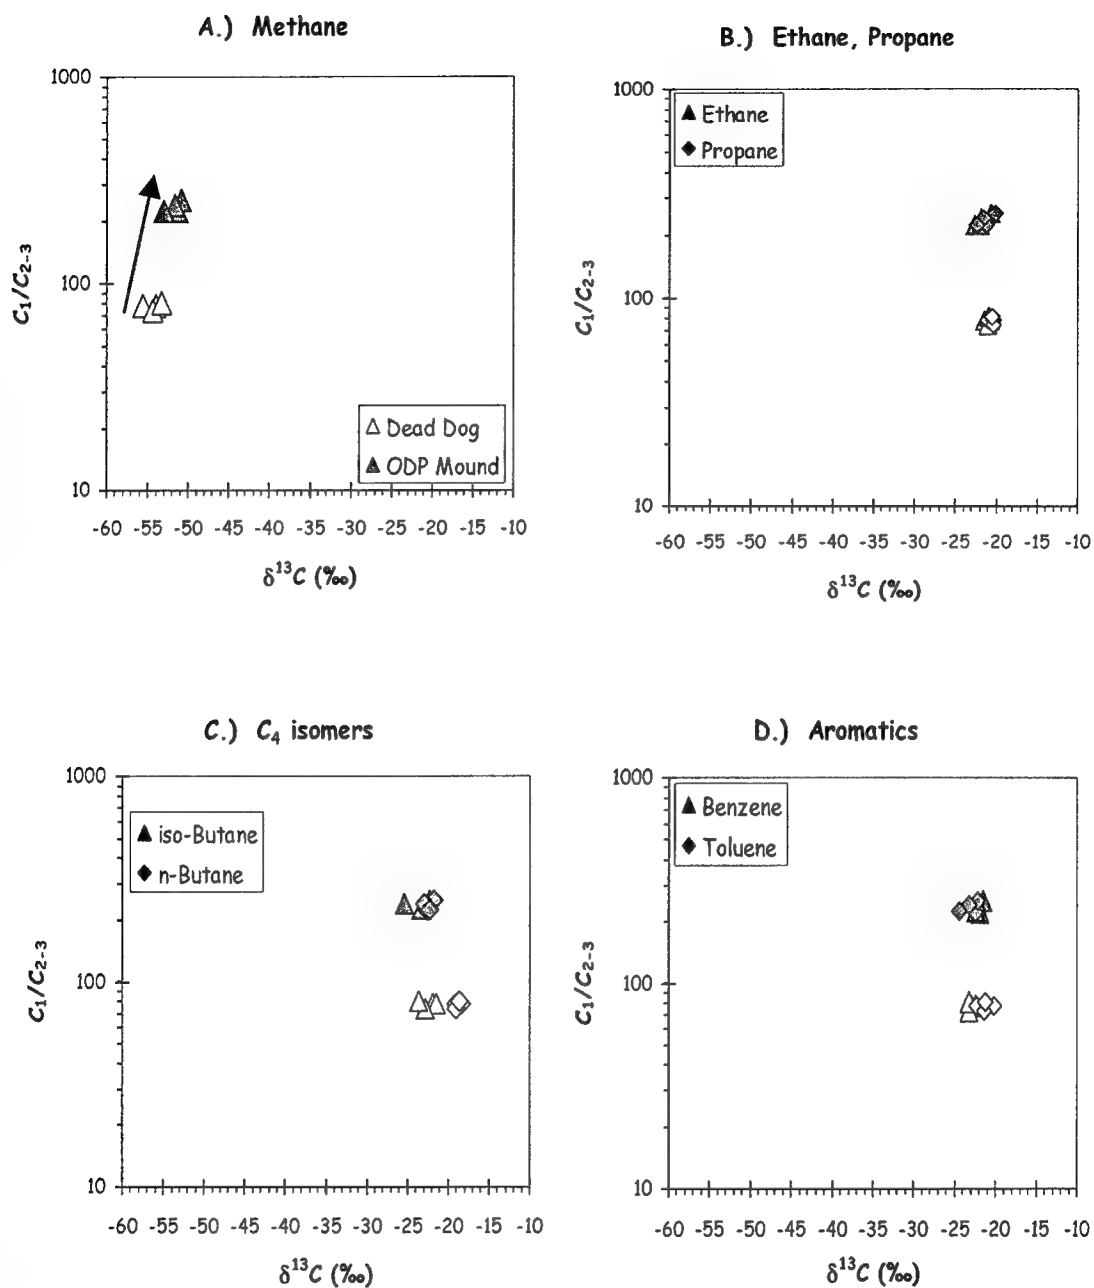 A.) Methane
1000
100
10
C₁/C₂₋₃
Dead Dog
ODP Mound
-60 -55 -50 -45 -40 -35 -30 -25 -20 -15 -10
δ¹³C (‰)
B.) Ethane, Propane
1000
Ethane
Propane
100
10
C₁/C₂₋₃
-60 -55 -50 -45 -40 -35 -30 -25 -20 -15 -10
δ¹³C (‰)
C.) C₄ isomers
1000
iso-Butane
n-Butane
100
10
C₁/C₂₋₃
-60 -55 -50 -45 -40 -35 -30 -25 -20 -15 -10
δ¹³C (‰)
D.) Aromatics
1000
Benzene
Toluene
100
10
C₁/C₂₋₃
-60 -55 -50 -45 -40 -35 -30 -25 -20 -15 -10
δ¹³C (‰)